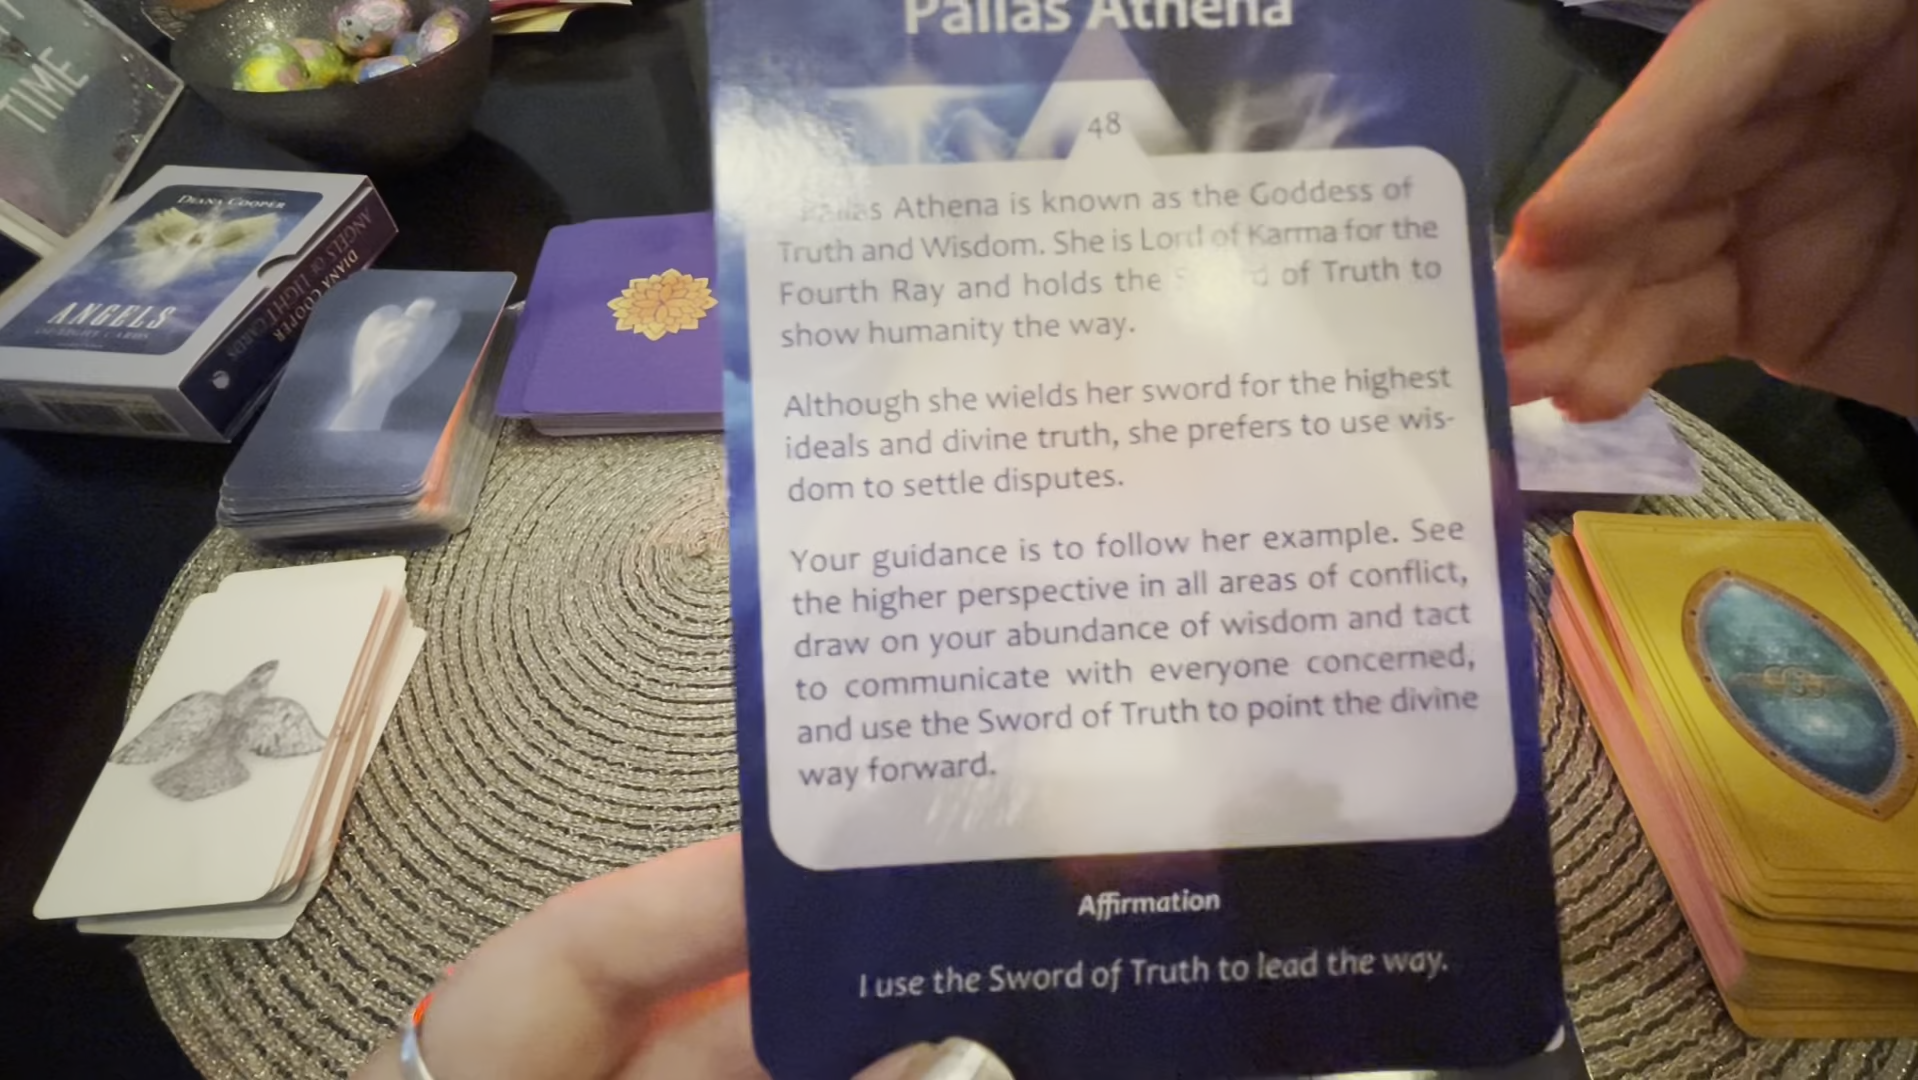 Pallas Athena
48
Pallas Athena is known as the Goddess of
Truth and Wisdom. She is Lord of Karma for the
Fourth Ray and holds the Sword of Truth to
show humanity the way.
Although she wields her sword for the highest
ideals and divine truth, she prefers to use wis-
dom to settle disputes.
Your guidance is to follow her example. See
the higher perspective in all areas of conflict,
draw on your abundance of wisdom and tact
to communicate with everyone concerned,
and use the Sword of Truth to point the divine
way forward.
Affirmation
I use the Sword of Truth to lead the way.
TIME
DIANA COOPER
ANGELS
OF LIGHT CARDS
DIANA COOPER
ANGELS OF LIGHT CARDS